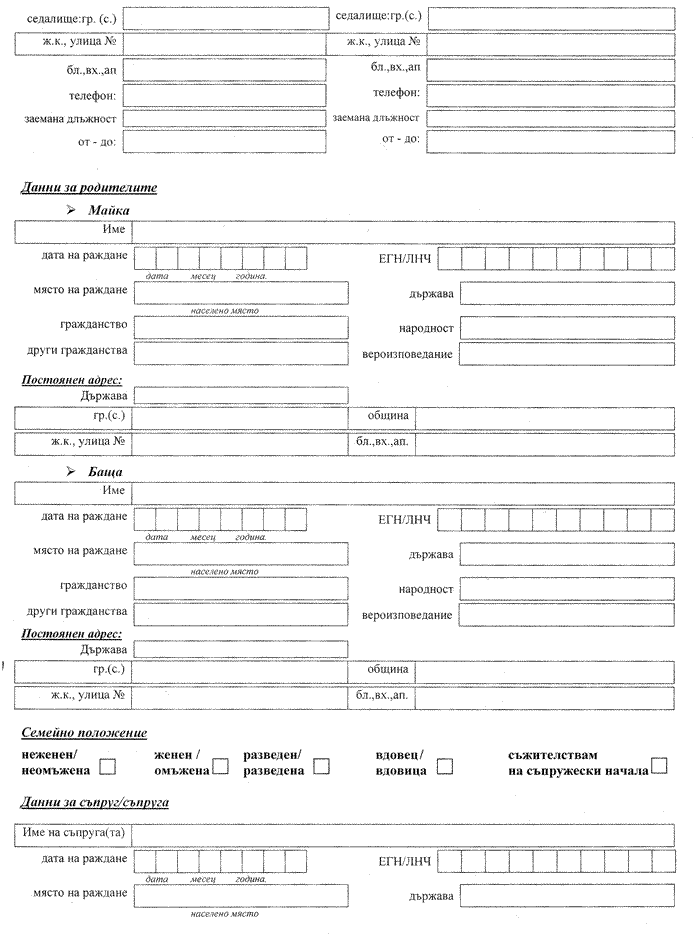 седалище:гр. (с.) седалище:гр.(с.)
ж.к., улица № ж.к., улица №
бл.,вх.,ап бл.,вх.,ап
телефон: телефон:
заемана длъжност заемана длъжност
от - до: от - до:
Данни за родителите
➢ Майка
Име
дата на раждане ЕГН/ЛНЧ
дата месец година.
място на раждане държава
населено място
гражданство народност
други гражданства вероизповедание
Постоянен адрес:
Държава
гр.(с.) община
ж.к., улица № бл.,вх.,ап.
➢ Баща
Име
дата на раждане ЕГН/ЛНЧ
дата месец година.
място на раждане държава
населено място
гражданство народност
други гражданства вероизповедание
Постоянен адрес:
Държава
гр.(с.) община
ж.к., улица № бл.,вх.,ап.
Семейно положение
неженен/ женен / разведен/ вдовец/ съжителствам
неомъжена омъжена разведена вдовица на съпружески начала
Данни за съпруг/съпруга
Име на съпруга(та)
дата на раждане ЕГН/ЛНЧ
дата месец година.
място на раждане държава
населено място